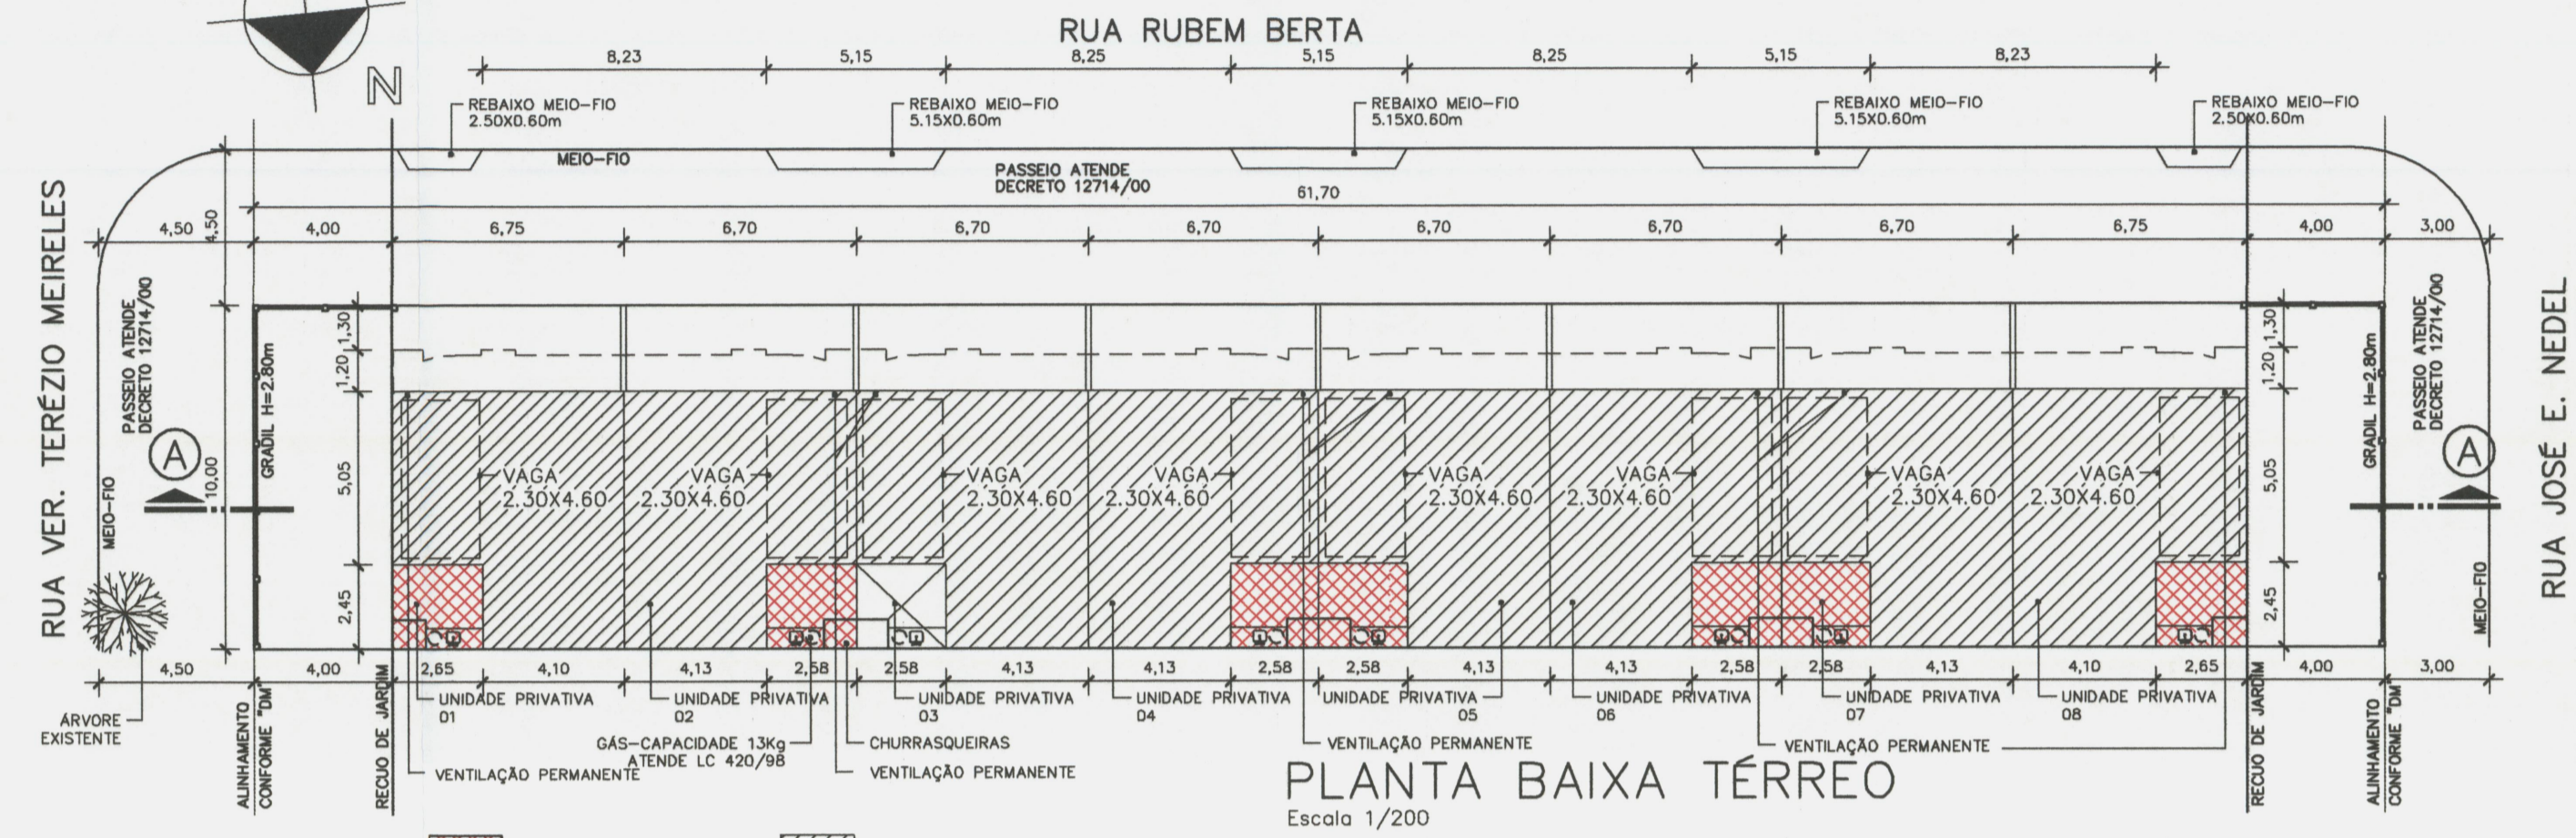 RUA RUBEM BERTA
8,23 5,15 8,25 5,15 8,25 5,15 8,23
N
REBAIXO MEIO-FIO
2.50X0.60m
REBAIXO MEIO-FIO
5.15X0.60m
REBAIXO MEIO-FIO
5.15X0.60m
REBAIXO MEIO-FIO
5.15X0.60m
REBAIXO MEIO-FIO
2.50X0.60m
MEIO-FIO
PASSEIO ATENDE
DECRETO 12714/00
61,70
4,50 4,00 6,75 6,70 6,70 6,70 6,70 6,70 6,70 6,75 4,00 3,00
4,50
10,00
RUA VER. TERÉZIO MEIRELES
PASSEIO ATENDE
DECRETO 12714/00
MEIO-FIO
A
GRADIL H=2.80m
1,30
1,20
5,05
2,45
VAGA
2.30X4.60
VAGA
2.30X4.60
VAGA
2.30X4.60
VAGA
2.30X4.60
VAGA
2.30X4.60
VAGA
2.30X4.60
VAGA
2.30X4.60
VAGA
2.30X4.60
1,30
1,20
5,05
2,45
GRADIL H=2.80m
PASSEIO ATENDE
DECRETO 12714/00
A
MEIO-FIO
RUA JOSÉ E. NEDEL
4,50 4,00 2,65 4,10 4,13 2,58 2,58 4,13 4,13 2,58 2,58 4,13 4,13 2,58 2,58 4,13 4,10 2,65 4,00 3,00
UNIDADE PRIVATIVA
01
UNIDADE PRIVATIVA
02
UNIDADE PRIVATIVA
03
UNIDADE PRIVATIVA
04
UNIDADE PRIVATIVA
05
UNIDADE PRIVATIVA
06
UNIDADE PRIVATIVA
07
UNIDADE PRIVATIVA
08
ÁRVORE
EXISTENTE
ALINHAMENTO
CONFORME "DM"
RECUO DE JARDIM
GÁS-CAPACIDADE 13Kg
ATENDE LC 420/98
CHURRASQUEIRAS
VENTILAÇÃO PERMANENTE
VENTILAÇÃO PERMANENTE
VENTILAÇÃO PERMANENTE
VENTILAÇÃO PERMANENTE
RECUO DE JARDIM
ALINHAMENTO
CONFORME "DM"
PLANTA BAIXA TÉRREO
Escala 1/200